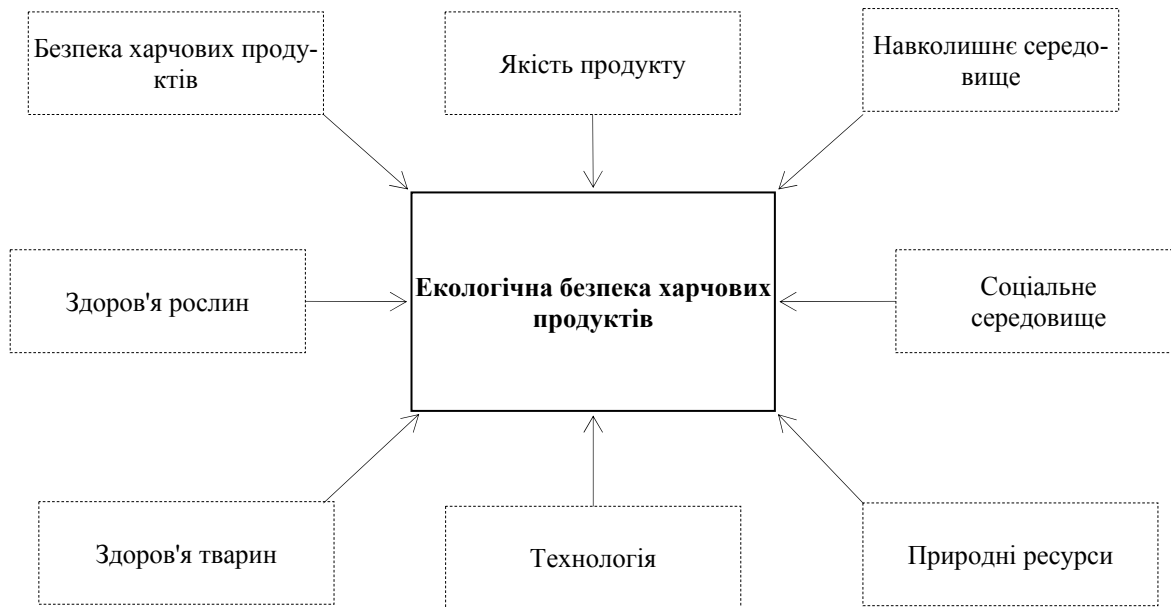 Безпека харчових проду-
ктів
Якість продукту
Навколишнє середо-
вище
Здоров'я рослин
Екологічна безпека харчових
продуктів
Соціальне
середовище
Здоров'я тварин
Технологія
Природні ресурси